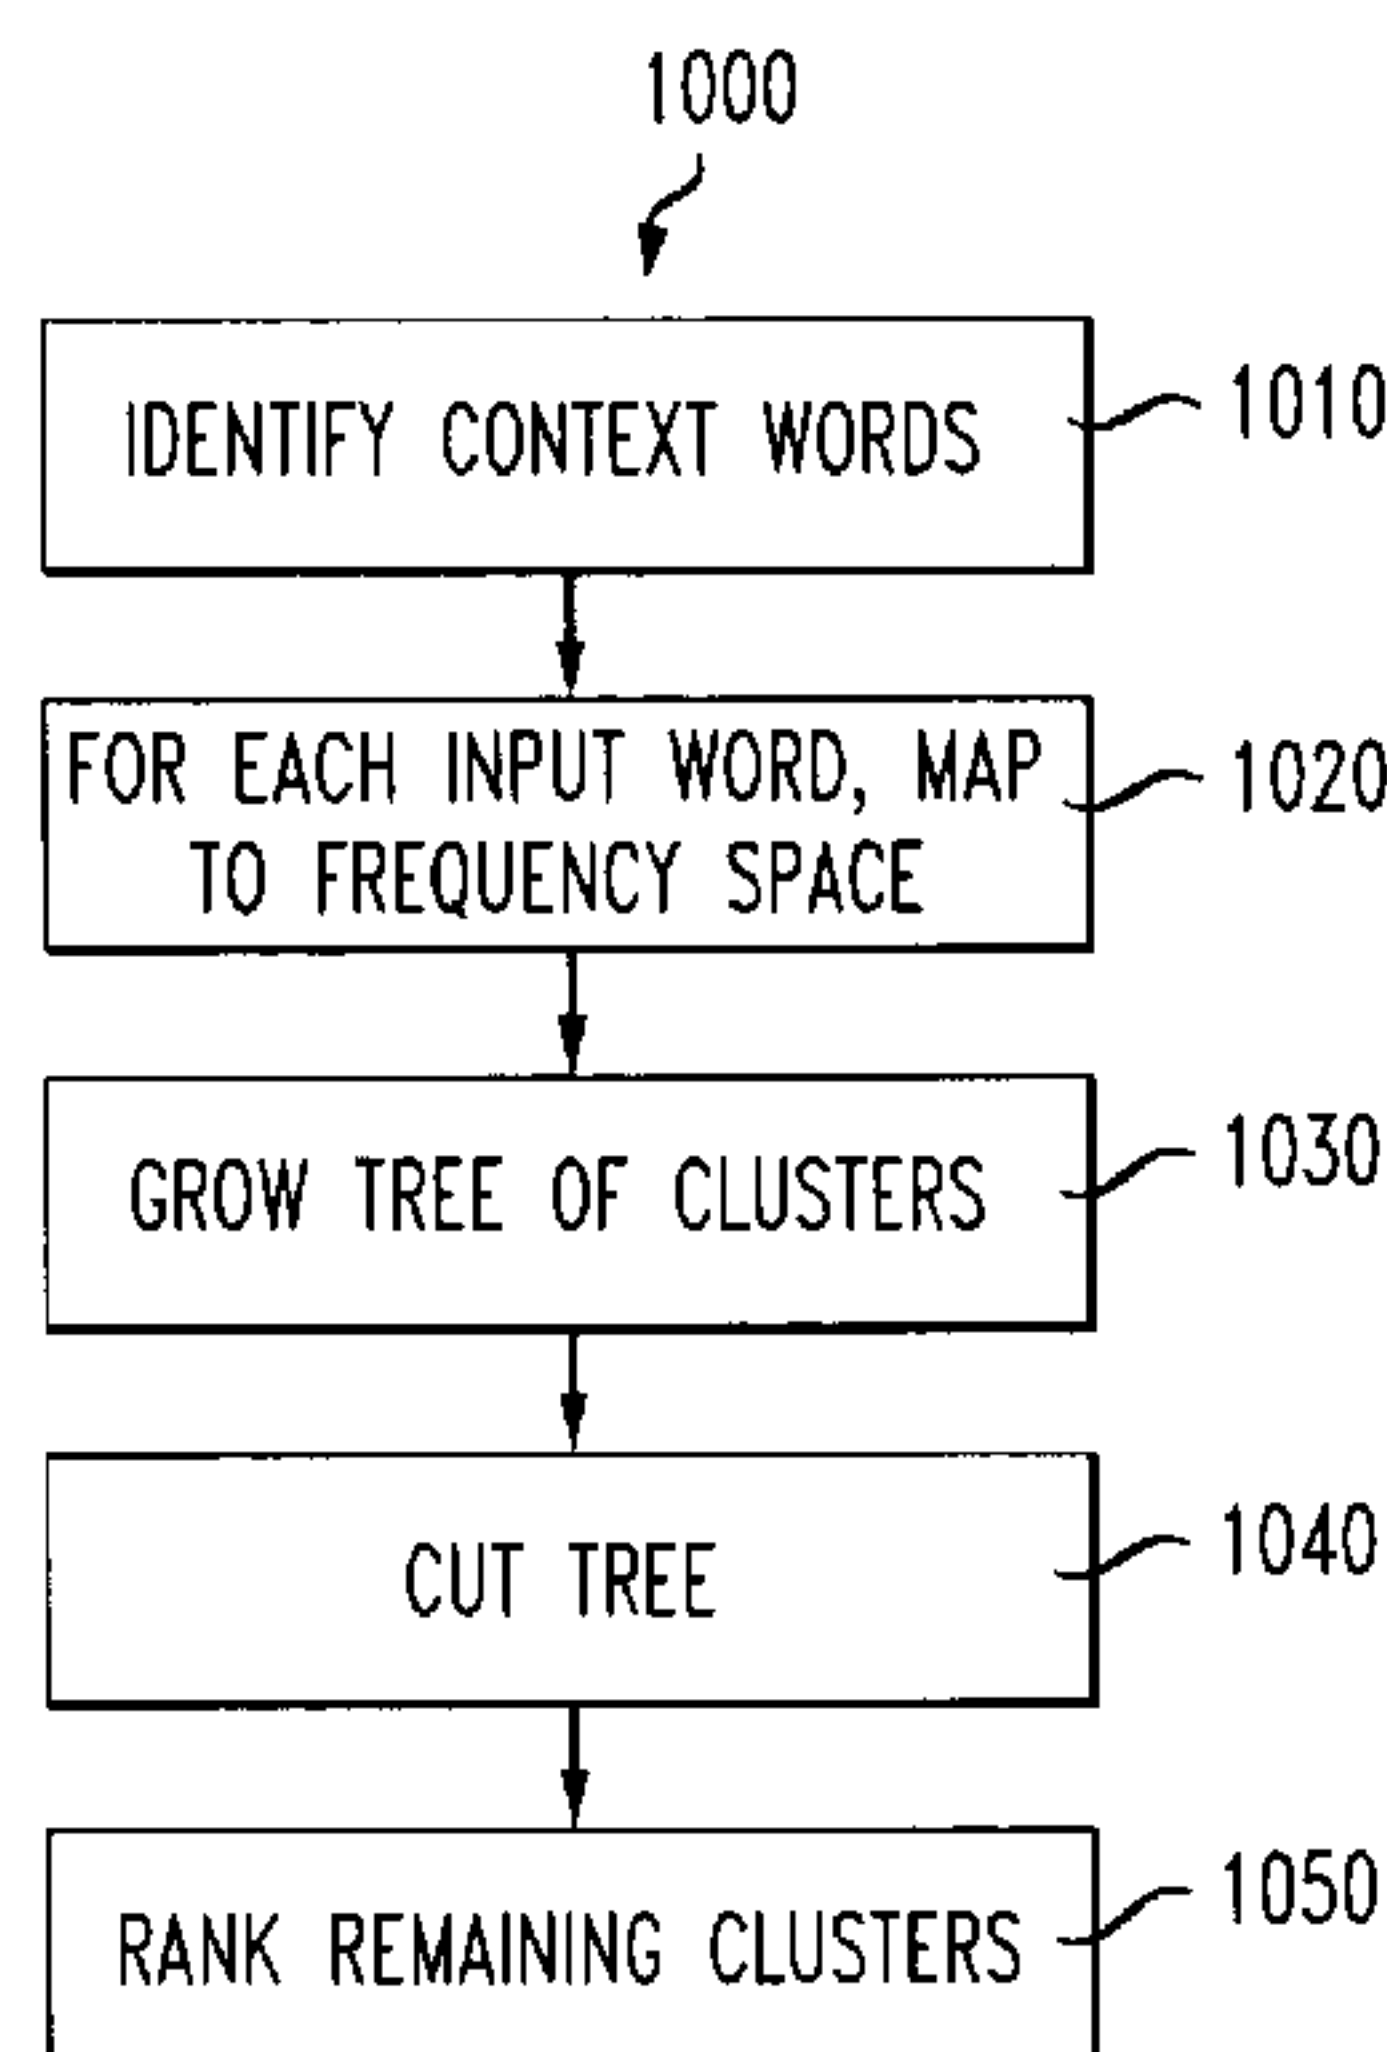 1000
IDENTIFY CONTEXT WORDS
1010
FOR EACH INPUT WORD, MAP
TO FREQUENCY SPACE
1020
GROW TREE OF CLUSTERS
1030
CUT TREE
1040
RANK REMAINING CLUSTERS
1050